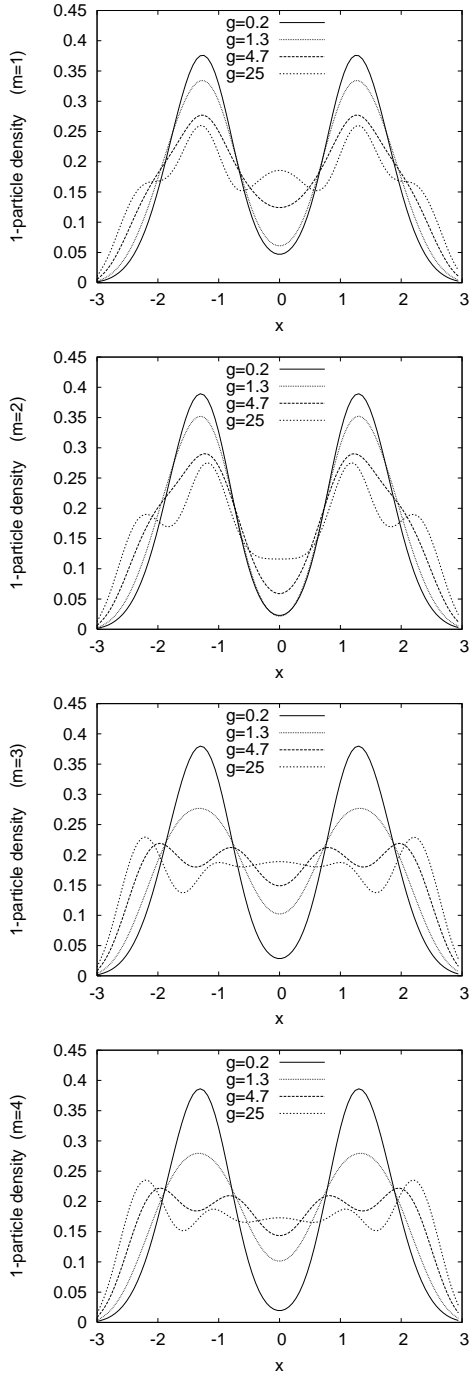 1-particle density (m=1)
0.45
0.4
0.35
0.3
0.25
0.2
0.15
0.1
0.05
0
g=0.2
g=1.3
g=4.7
g=25
-3 -2 -1 0 1 2 3
x
1-particle density (m=2)
0.45
0.4
0.35
0.3
0.25
0.2
0.15
0.1
0.05
0
g=0.2
g=1.3
g=4.7
g=25
-3 -2 -1 0 1 2 3
x
1-particle density (m=3)
0.45
0.4
0.35
0.3
0.25
0.2
0.15
0.1
0.05
0
g=0.2
g=1.3
g=4.7
g=25
-3 -2 -1 0 1 2 3
x
1-particle density (m=4)
0.45
0.4
0.35
0.3
0.25
0.2
0.15
0.1
0.05
0
g=0.2
g=1.3
g=4.7
g=25
-3 -2 -1 0 1 2 3
x